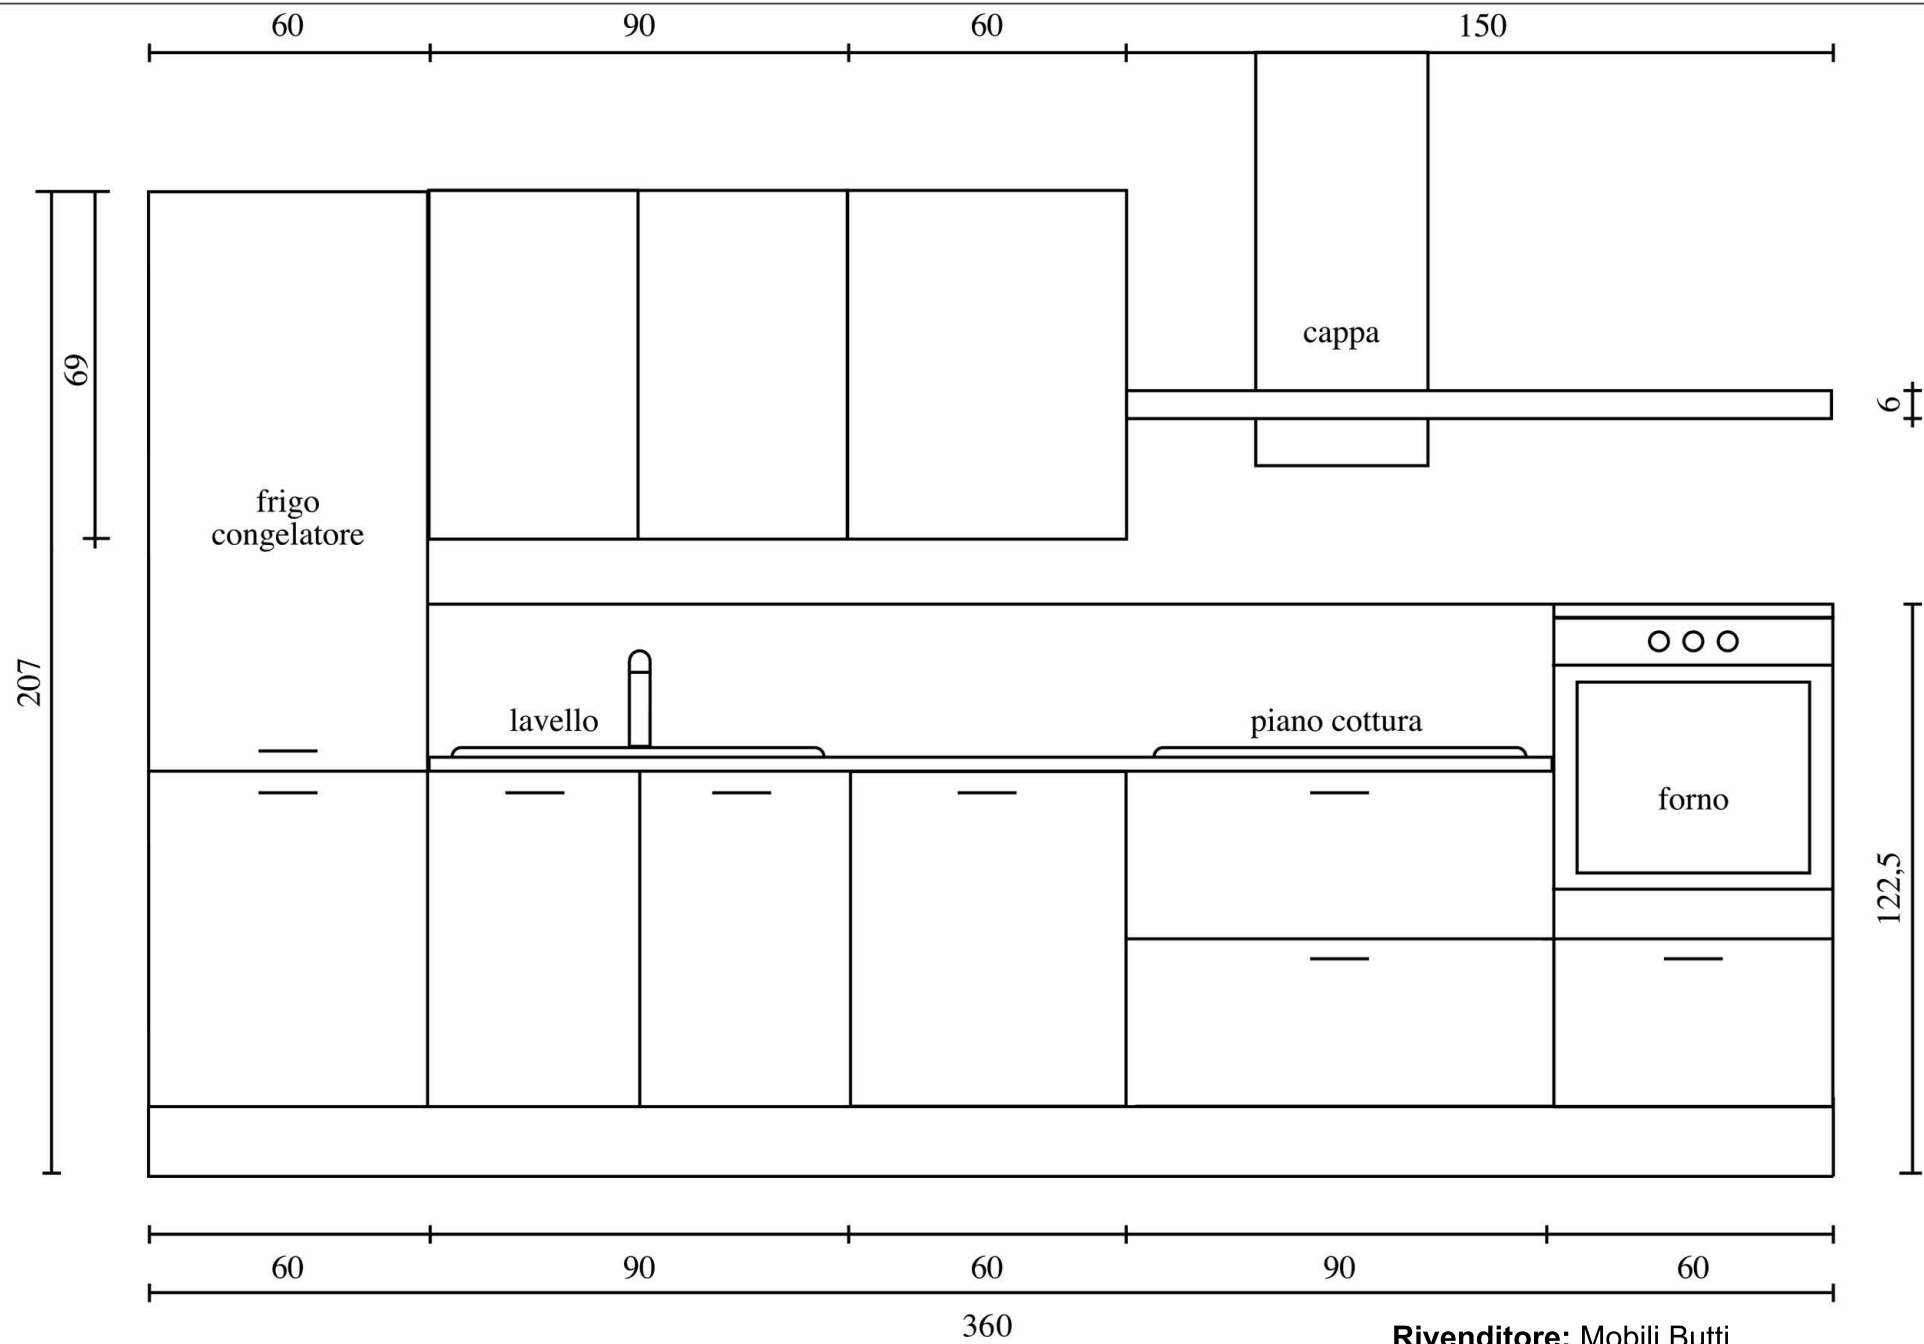 60 90 60 150
cappa
69
6
frigo
congelatore
207
lavello
piano cottura
forno
122,5
60 90 60 90 60
360
Rivenditore: Mobili Butti